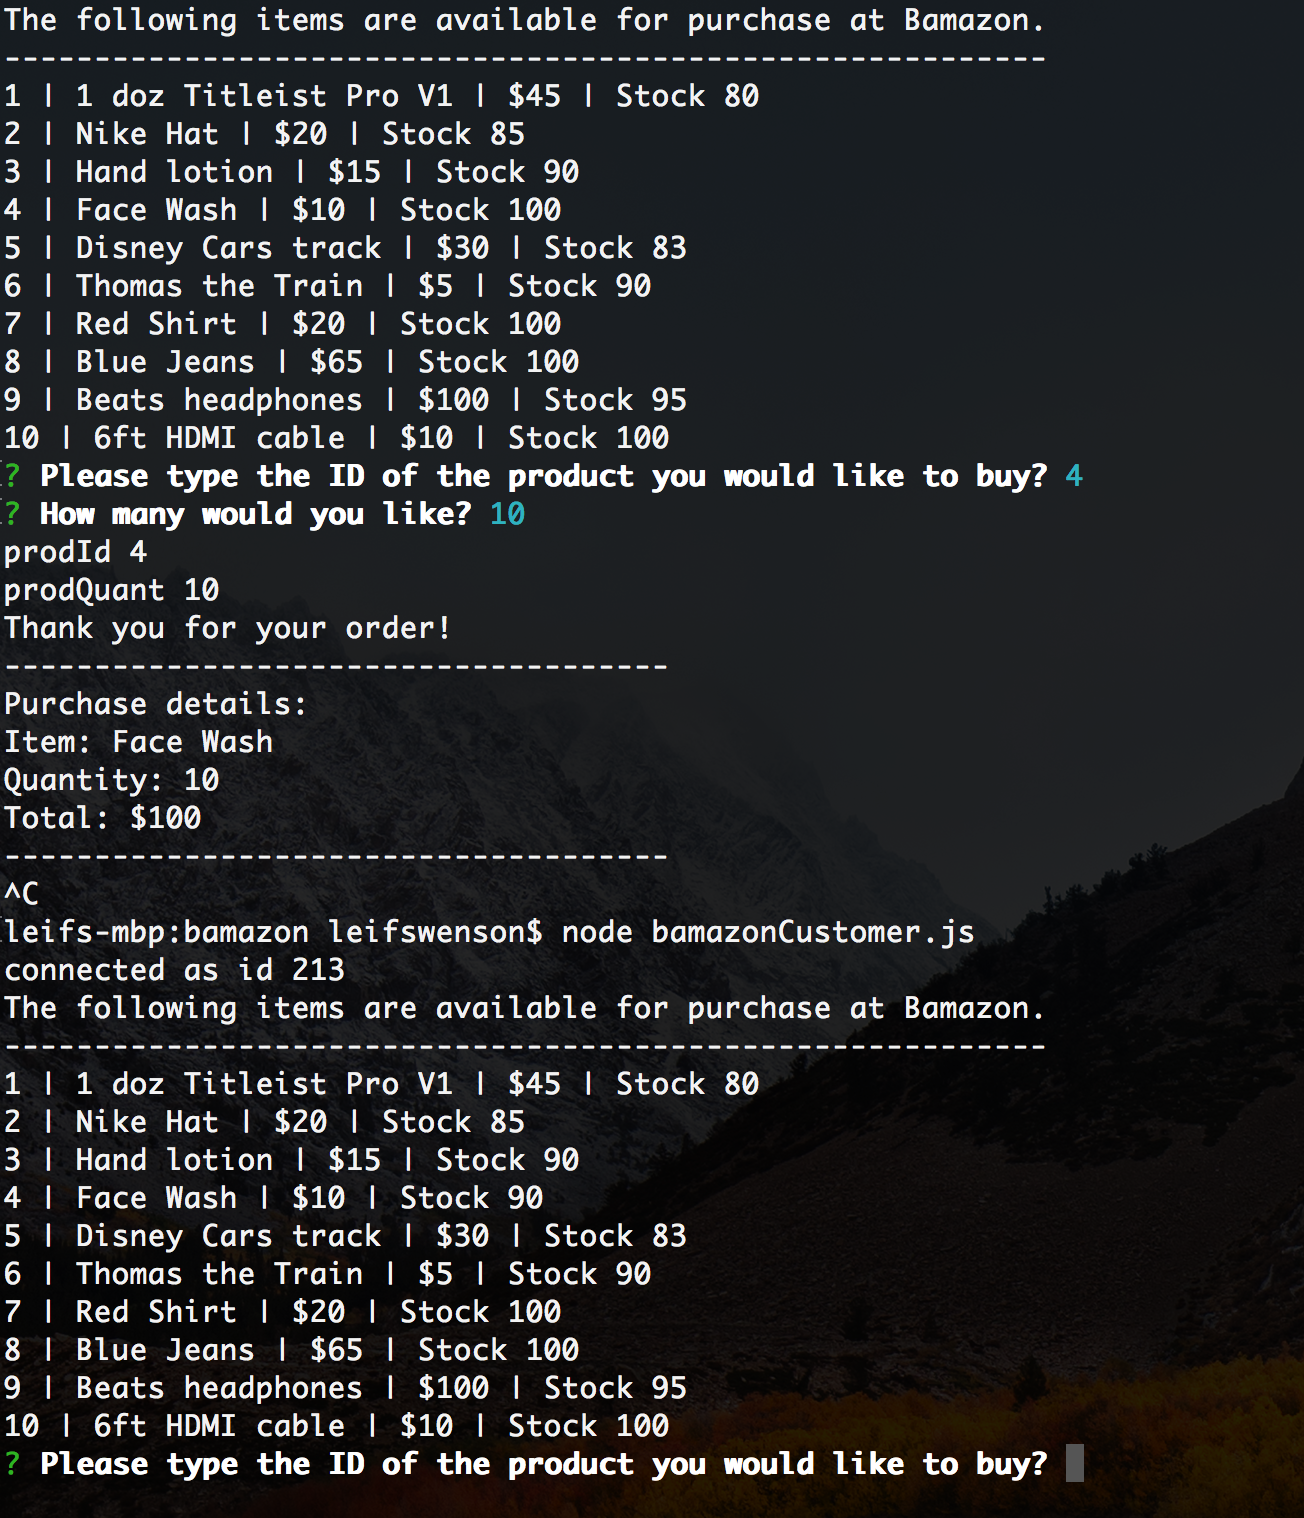 The following items are available for purchase at Bamazon.
----------------------------------------------------------
1 | 1 doz Titleist Pro V1 | $45 | Stock 80
2 | Nike Hat | $20 | Stock 85
3 | Hand lotion | $15 | Stock 90
4 | Face Wash | $10 | Stock 100
5 | Disney Cars track | $30 | Stock 83
6 | Thomas the Train | $5 | Stock 90
7 | Red Shirt | $20 | Stock 100
8 | Blue Jeans | $65 | Stock 100
9 | Beats headphones | $100 | Stock 95
10 | 6ft HDMI cable | $10 | Stock 100
? Please type the ID of the product you would like to buy? 4
? How many would you like? 10
prodId 4
prodQuant 10
Thank you for your order!
-------------------------------------
Purchase details:
Item: Face Wash
Quantity: 10
Total: $100
-------------------------------------
^C
leifs-mbp:bamazon leifswenson$ node bamazonCustomer.js
connected as id 213
The following items are available for purchase at Bamazon.
----------------------------------------------------------
1 | 1 doz Titleist Pro V1 | $45 | Stock 80
2 | Nike Hat | $20 | Stock 85
3 | Hand lotion | $15 | Stock 90
4 | Face Wash | $10 | Stock 90
5 | Disney Cars track | $30 | Stock 83
6 | Thomas the Train | $5 | Stock 90
7 | Red Shirt | $20 | Stock 100
8 | Blue Jeans | $65 | Stock 100
9 | Beats headphones | $100 | Stock 95
10 | 6ft HDMI cable | $10 | Stock 100
? Please type the ID of the product you would like to buy?